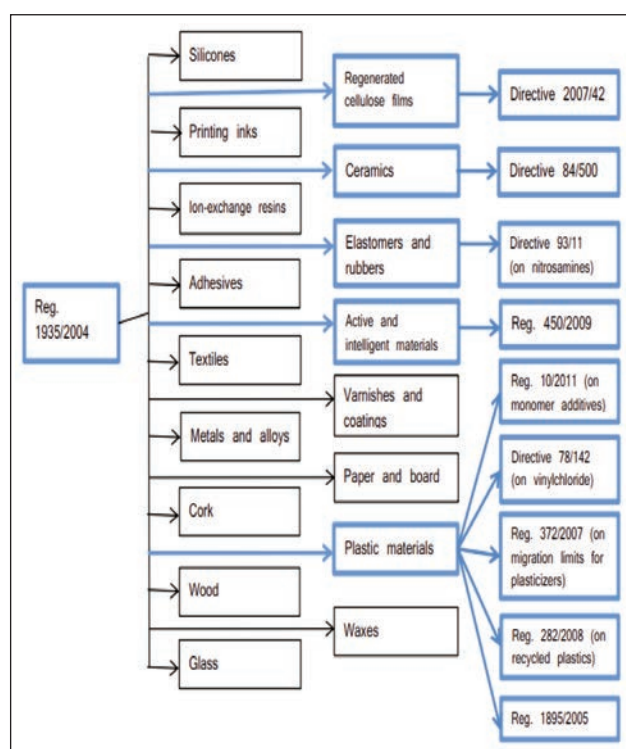 Reg.
1935/2004
Silicones
Printing inks
Ion-exchange resins
Adhesives
Textiles
Metals and alloys
Cork
Wood
Glass
Regenerated
cellulose films
Ceramics
Elastomers and
rubbers
Active and
intelligent materials
Varnishes and
coatings
Paper and board
Plastic materials
Waxes
Directive 2007/42
Directive 84/500
Directive 93/11
(on nitrosamines)
Reg. 450/2009
Reg. 10/2011 (on
monomer additives)
Directive 78/142
(on vinylchloride)
Reg. 372/2007 (on
migration limits for
plasticizers)
Reg. 282/2008 (on
recycled plastics)
Reg. 1895/2005